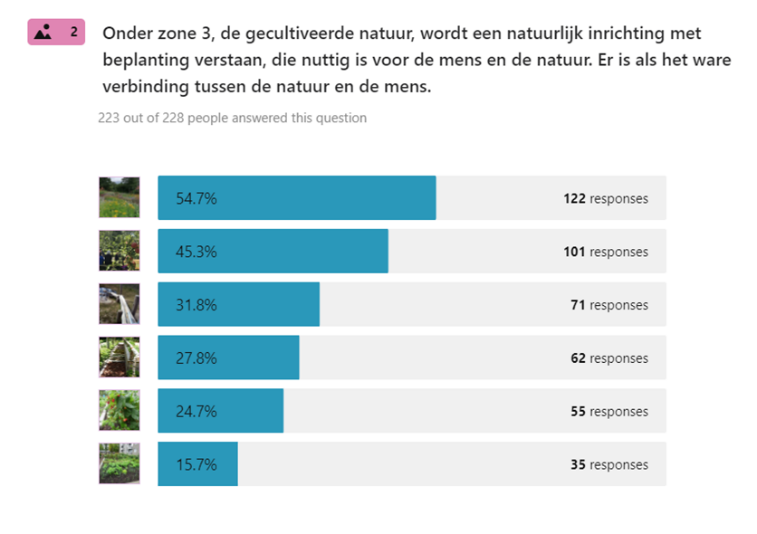 2
Onder zone 3, de gecultiveerde natuur, wordt een natuurlijk inrichting met
beplanting verstaan, die nuttig is voor de mens en de natuur. Er is als het ware
verbinding tussen de natuur en de mens.
223 out of 228 people answered this question
54.7% 122 responses
45.3% 101 responses
31.8% 71 responses
27.8% 62 responses
24.7% 55 responses
15.7% 35 responses